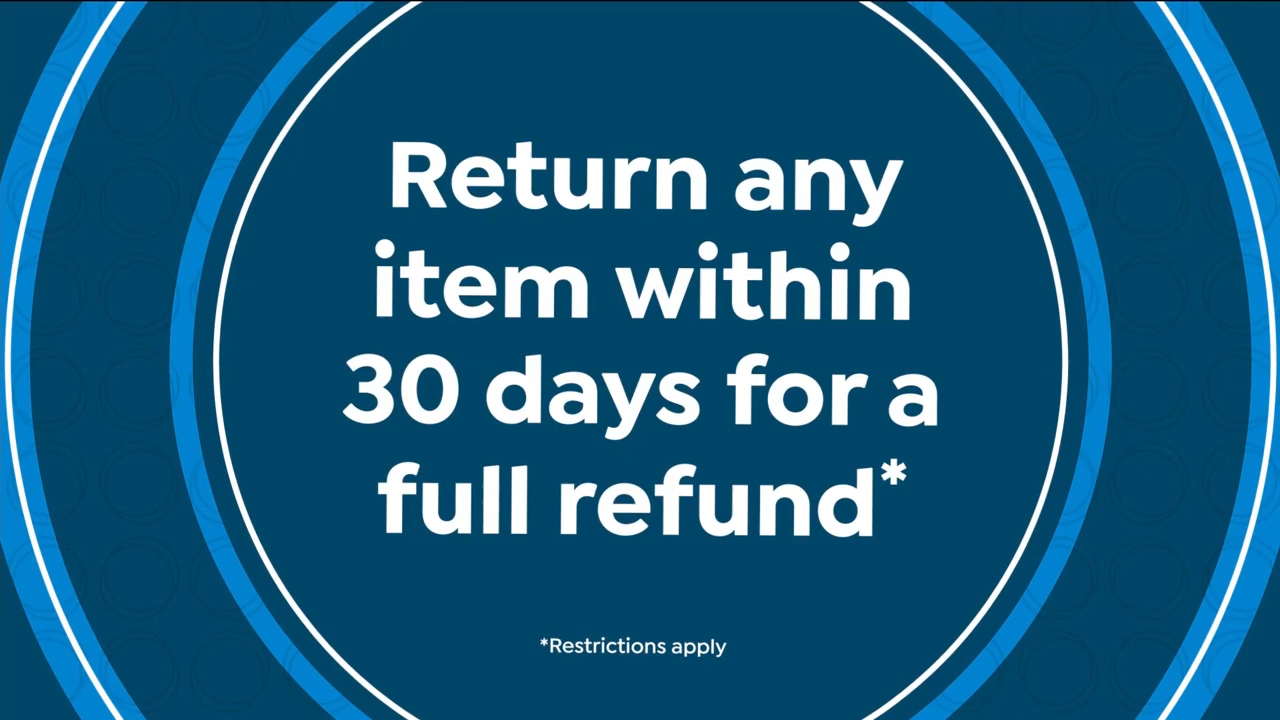 Return any
item within
30 days for a
full refund*
*Restrictions apply